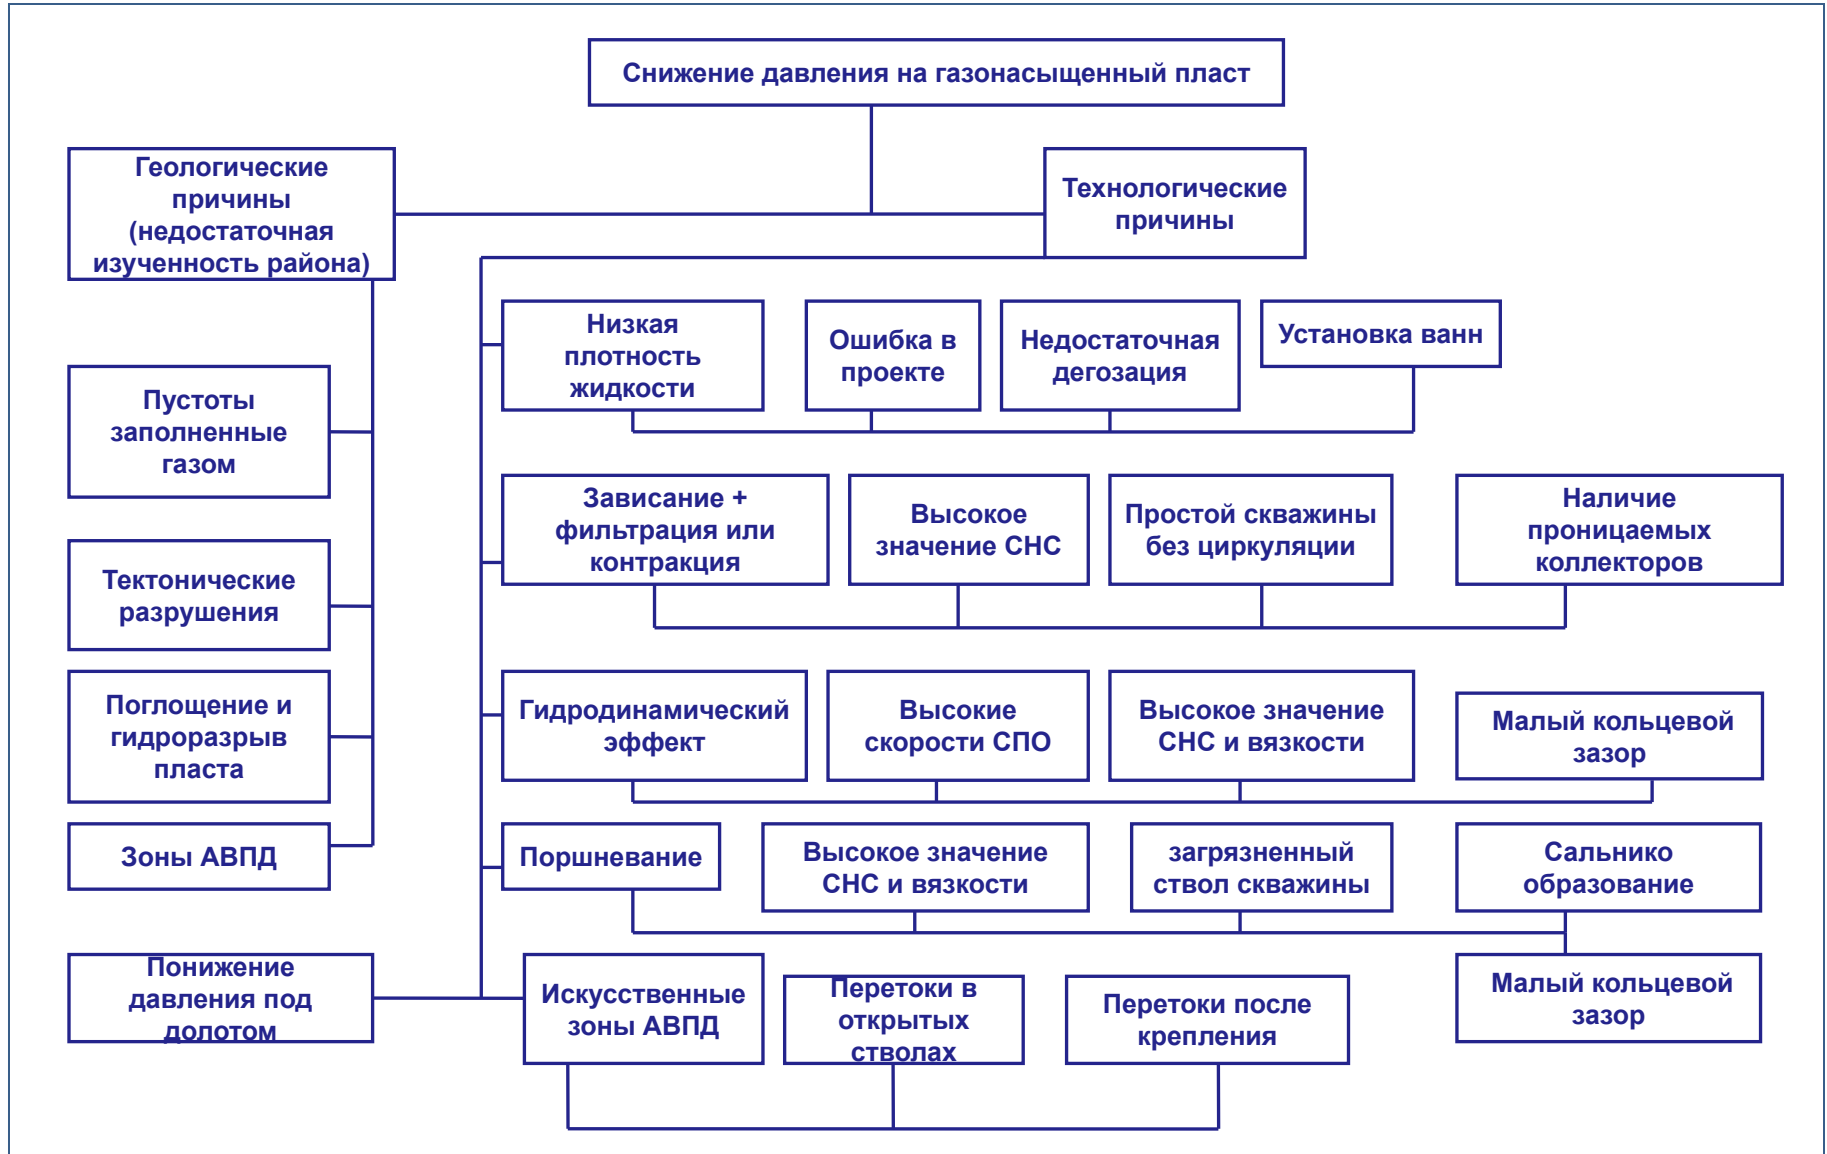 Снижение давления на газонасыщенный пласт
Геологические
причины
(недостаточная
изученность района)
Технологические
причины
Низкая
плотность
жидкости
Ошибка в
проекте
Недостаточная
дегозация
Установка ванн
Пустоты
заполненные
газом
Зависание +
фильтрация или
контракция
Высокое
значение СНС
Простой скважины
без циркуляции
Наличие
проницаемых
коллекторов
Тектонические
разрушения
Поглощение и
гидроразрыв
пласта
Гидродинамический
эффект
Высокие
скорости СПО
Высокое значение
СНС и вязкости
Малый кольцевой
зазор
Зоны АВПД
Поршневание
Высокое значение
СНС и вязкости
загрязненный
ствол скважины
Сальнико
образование
Понижение
давления под
долотом
Искусственные
зоны АВПД
Перетоки в
открытых
стволах
Перетоки после
крепления
Малый кольцевой
зазор